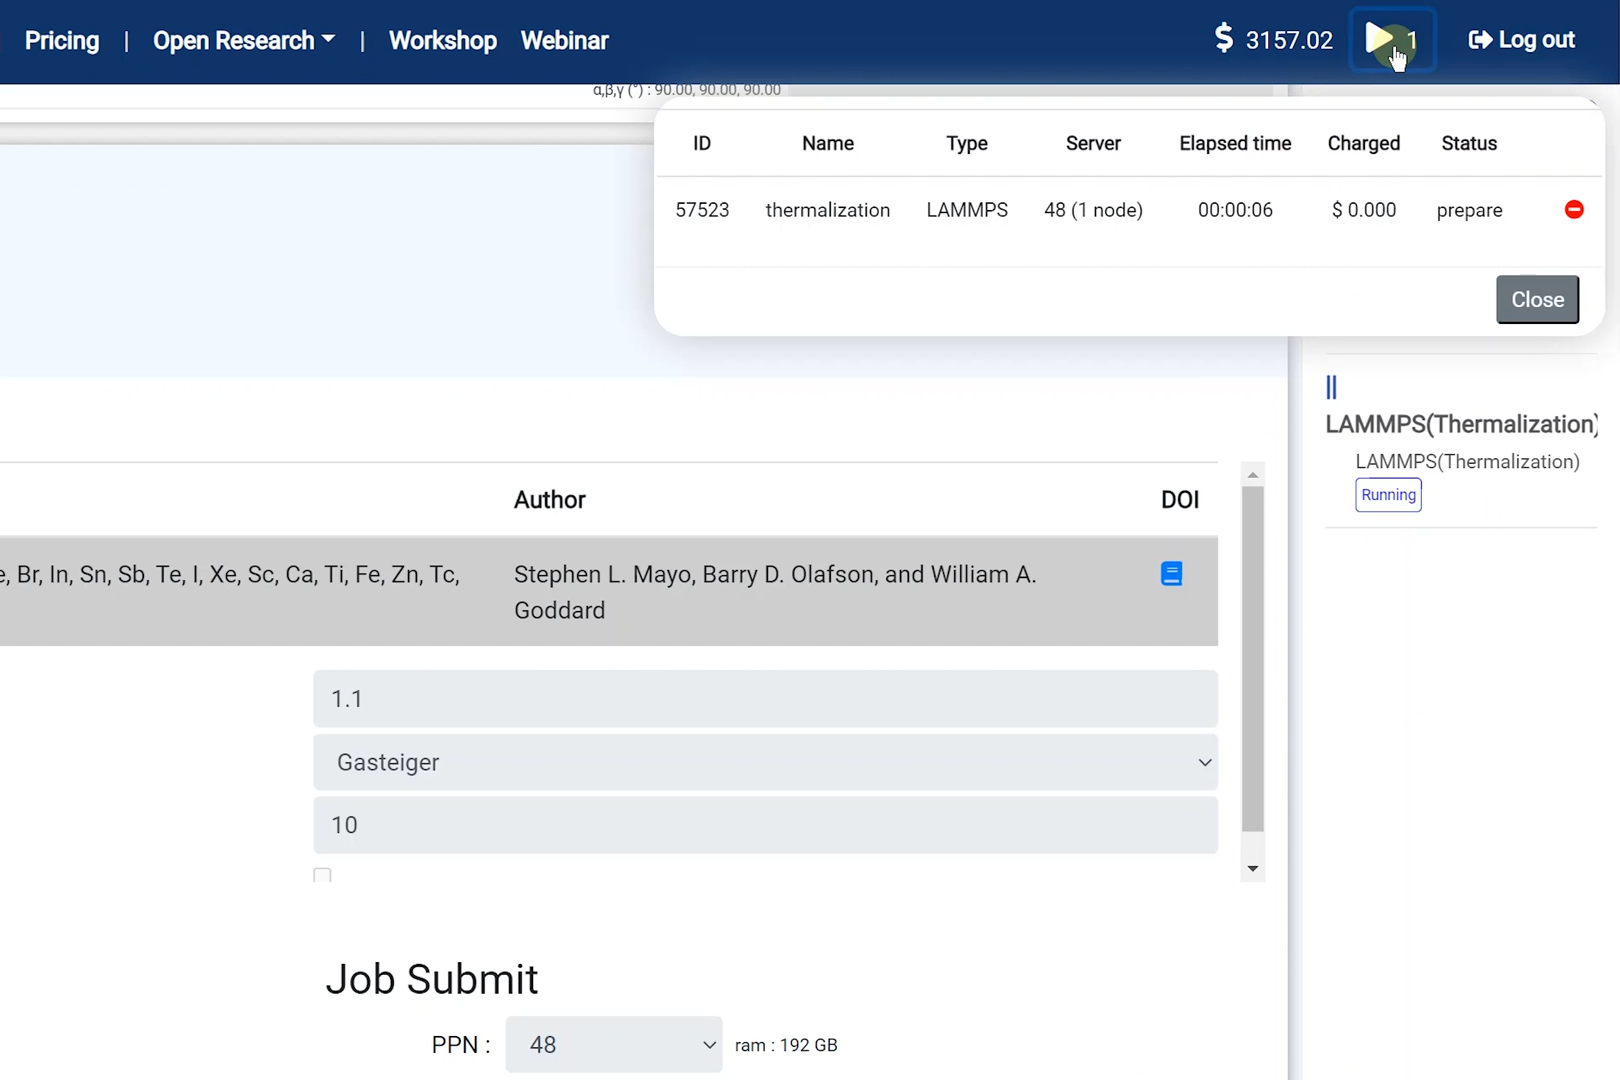 Pricing | Open Research | Workshop Webinar $ 3157.02 1 Log out
α,β,γ (°) : 90.00, 90.00, 90.00
ID Name Type Server Elapsed time Charged Status
57523 thermalization LAMMPS 48 (1 node) 00:00:06 $ 0.000 prepare
Close
LAMMPS(Thermalization)
LAMMPS(Thermalization)
Running
Author DOI
e, Br, In, Sn, Sb, Te, I, Xe, Sc, Ca, Ti, Fe, Zn, Tc, Stephen L. Mayo, Barry D. Olafson, and William A.
Goddard
1.1
Gasteiger
10
Job Submit
PPN : 48 ram : 192 GB